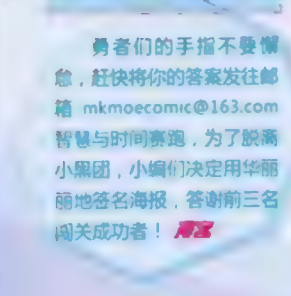 勇者们的手指不要懈
怠，赶快将你的答案发往邮
箱 mkmoecomic@163.com
智慧与时间赛跑，为了脱离
小黑团，小编们决定用华丽
丽地签名海报，答谢前三名
闯关成功者！